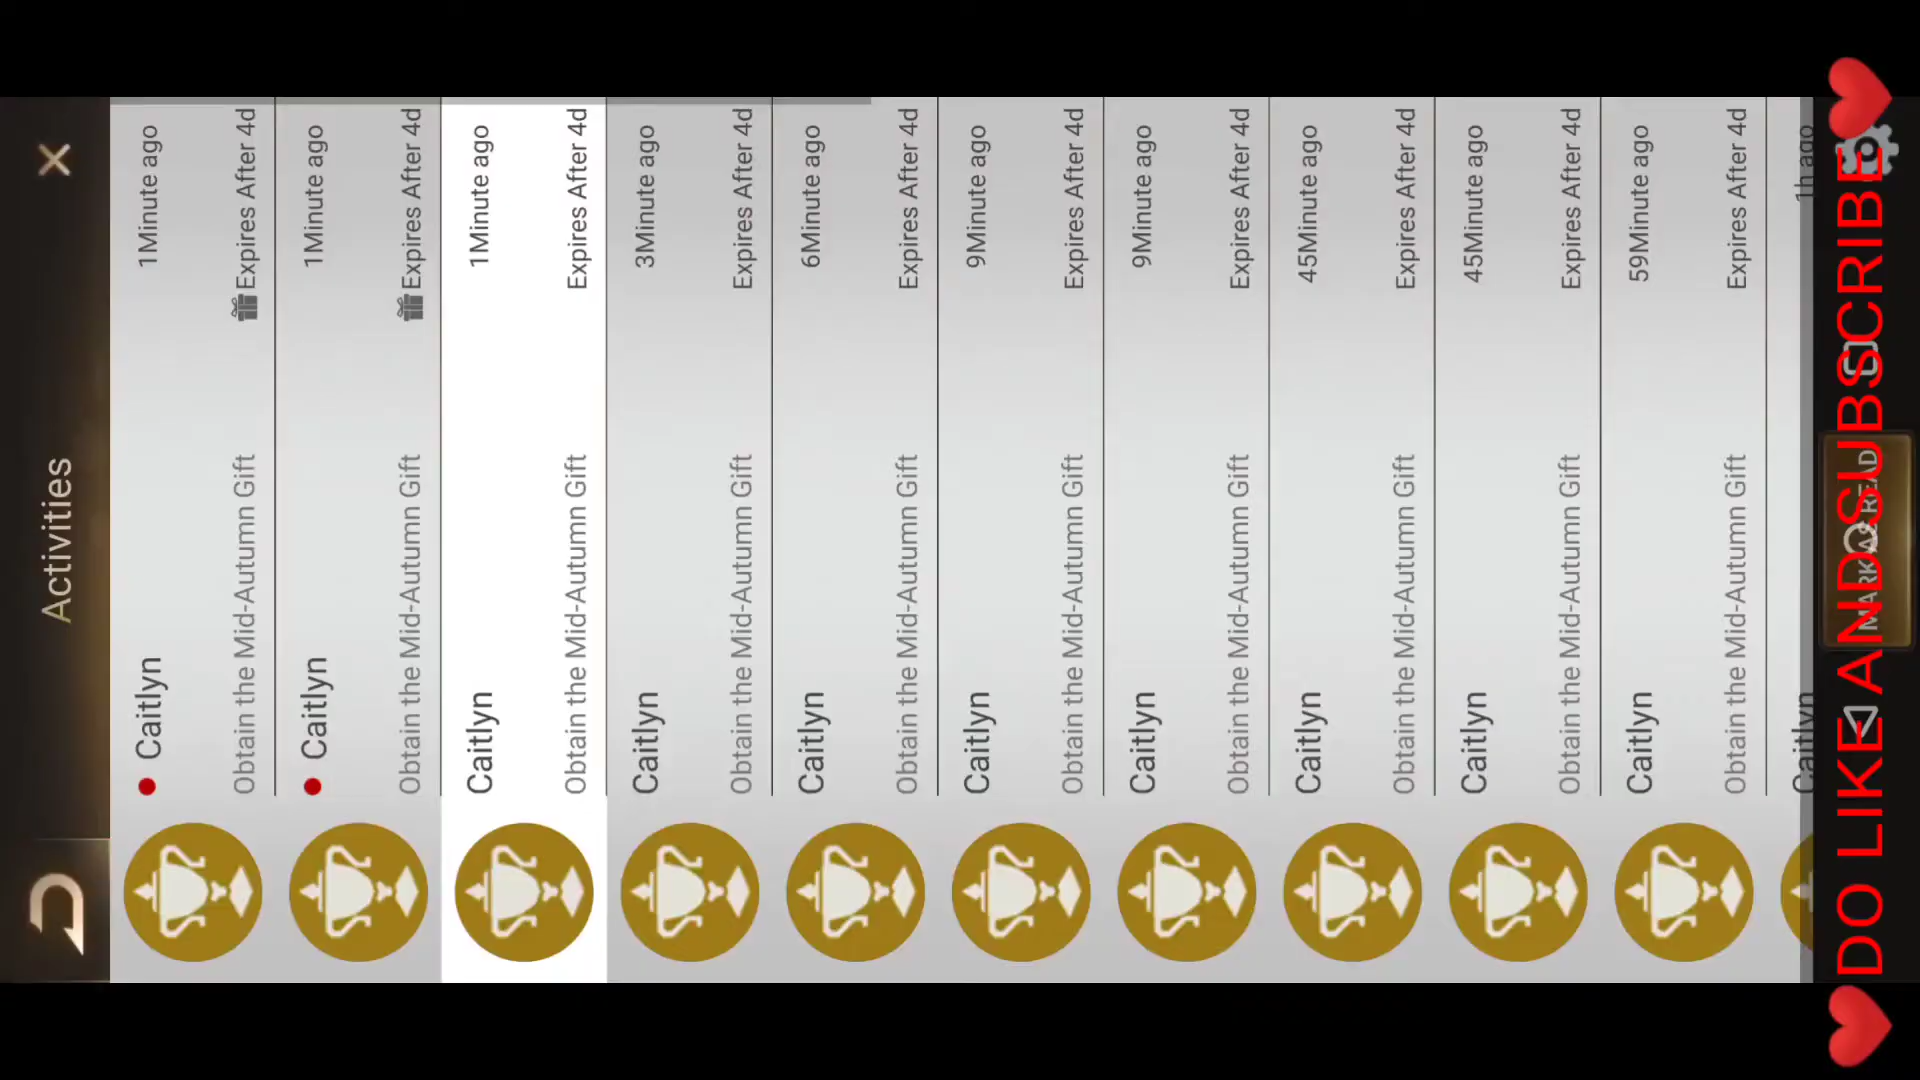 Activities
Caitlyn 1Minute ago
Obtain the Mid-Autumn Gift Expires After 4d
Caitlyn 1Minute ago
Obtain the Mid-Autumn Gift Expires After 4d
Caitlyn 1Minute ago
Obtain the Mid-Autumn Gift Expires After 4d
Caitlyn 3Minute ago
Obtain the Mid-Autumn Gift Expires After 4d
Caitlyn 6Minute ago
Obtain the Mid-Autumn Gift Expires After 4d
Caitlyn 9Minute ago
Obtain the Mid-Autumn Gift Expires After 4d
Caitlyn 9Minute ago
Obtain the Mid-Autumn Gift Expires After 4d
Caitlyn 45Minute ago
Obtain the Mid-Autumn Gift Expires After 4d
Caitlyn 45Minute ago
Obtain the Mid-Autumn Gift Expires After 4d
Caitlyn 59Minute ago
Obtain the Mid-Autumn Gift Expires After 4d
Caitlyn 1h ago
MARK AS READ
DO LIKE AND SUBSCRIBE